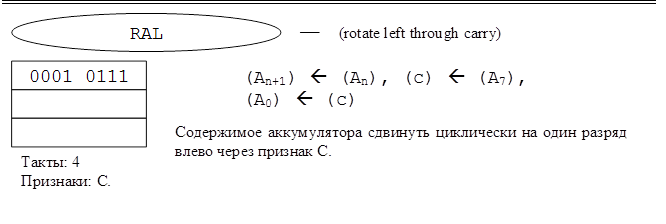 RAL — (rotate left through carry)
0001 0111
(Aₙ₊₁) ← (Aₙ), (c) ← (A₇),
(A₀) ← (c)
Содержимое аккумулятора сдвинуть циклически на один разряд
влево через признак С.
Такты: 4
Признаки: С.